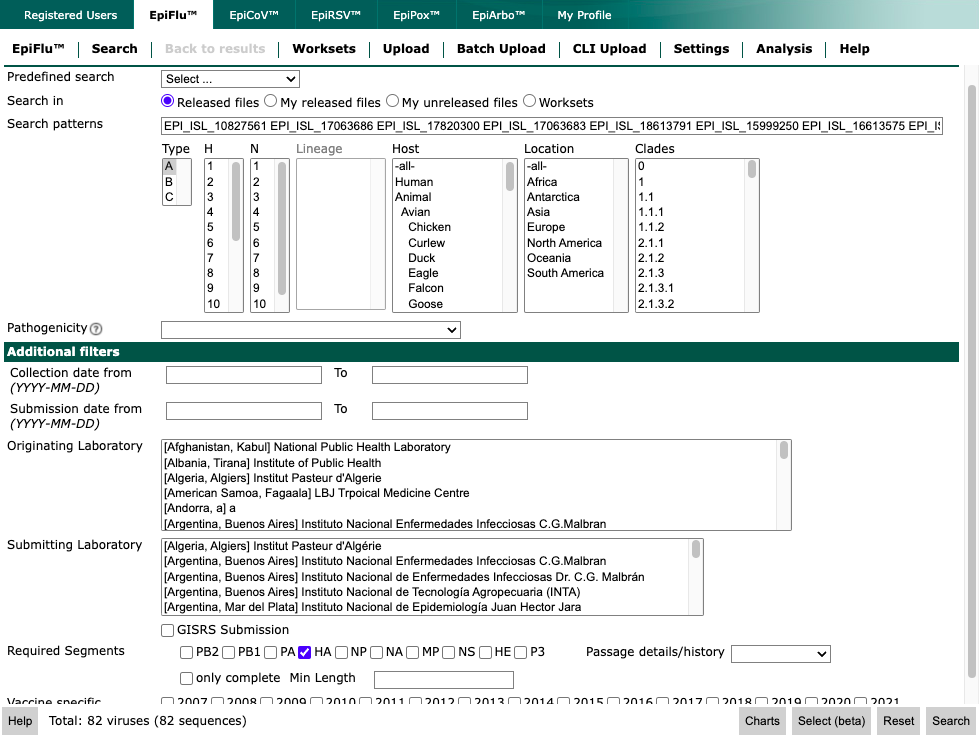 Registered Users EpiFlu™ EpiCoV™ EpiRSV™ EpiPox™ EpiArbo™ My Profile
EpiFlu™ Search Back to results Worksets Upload Batch Upload CLI Upload Settings Analysis Help
Predefined search Select ...
Search in Released files My released files My unreleased files Worksets
Search patterns EPI_ISL_10827561 EPI_ISL_17063686 EPI_ISL_17820300 EPI_ISL_17063683 EPI_ISL_18613791 EPI_ISL_15999250 EPI_ISL_16613575
Type H N Lineage Host Location Clades
A 1 1 -all- -all- 0
B 2 2 Human Africa 1
C 3 3 Animal Antarctica 1.1
4 4 Avian Asia 1.1.1
5 5 Chicken Europe 1.1.2
6 6 Curlew North America 2.1.1
7 7 Duck Oceania 2.1.2
8 8 Eagle South America 2.1.3
9 9 Falcon 2.1.3.1
10 10 Goose 2.1.3.2
Pathogenicity ?
Additional filters
Collection date from To
(YYYY-MM-DD)
Submission date from To
(YYYY-MM-DD)
Originating Laboratory [Afghanistan, Kabul] National Public Health Laboratory
[Albania, Tirana] Institute of Public Health
[Algeria, Algiers] Institut Pasteur d'Algerie
[American Samoa, Fagaala] LBJ Trpoical Medicine Centre
[Andorra, a] a
[Argentina, Buenos Aires] Instituto Nacional Enfermedades Infecciosas C.G.Malbran
Submitting Laboratory [Algeria, Algiers] Institut Pasteur d'Algérie
[Argentina, Buenos Aires] Instituto Nacional Enfermedades Infecciosas C.G.Malbran
[Argentina, Buenos Aires] Instituto Nacional de Enfermedades Infecciosas Dr. C.G. Malbrán
[Argentina, Buenos Aires] Instituto Nacional de Tecnología Agropecuaria (INTA)
[Argentina, Mar del Plata] Instituto Nacional de Epidemiología Juan Hector Jara
GISRS Submission
Required Segments PB2 PB1 PA HA NP NA MP NS HE P3 Passage details/history
only complete Min Length
Vaccine specific 2007 2008 2009 2010 2011 2012 2013 2014 2015 2016 2017 2018 2019 2020 2021
Help Total: 82 viruses (82 sequences) Charts Select (beta) Reset Search